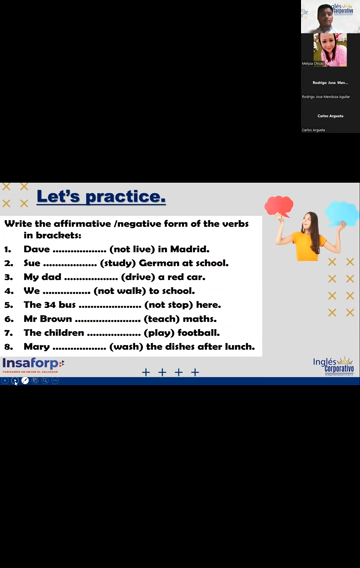 Inglés
Corporativo
Rodrigo Jose Men...
Rodrigo Jose Mendoza Aguilar
Carlos Argueta
Carlos Argueta
Let's practice.
Write the affirmative /negative form of the verbs
in brackets:
1. Dave ................... (not live) in Madrid.
2. Sue ................... (study) German at school.
3. My dad ................... (drive) a red car.
4. We ................. (not walk) to school.
5. The 34 bus ...................... (not stop) here.
6. Mr Brown ....................... (teach) maths.
7. The children ................... (play) football.
8. Mary ................... (wash) the dishes after lunch.
Insaforp
Inglés
Corporativo